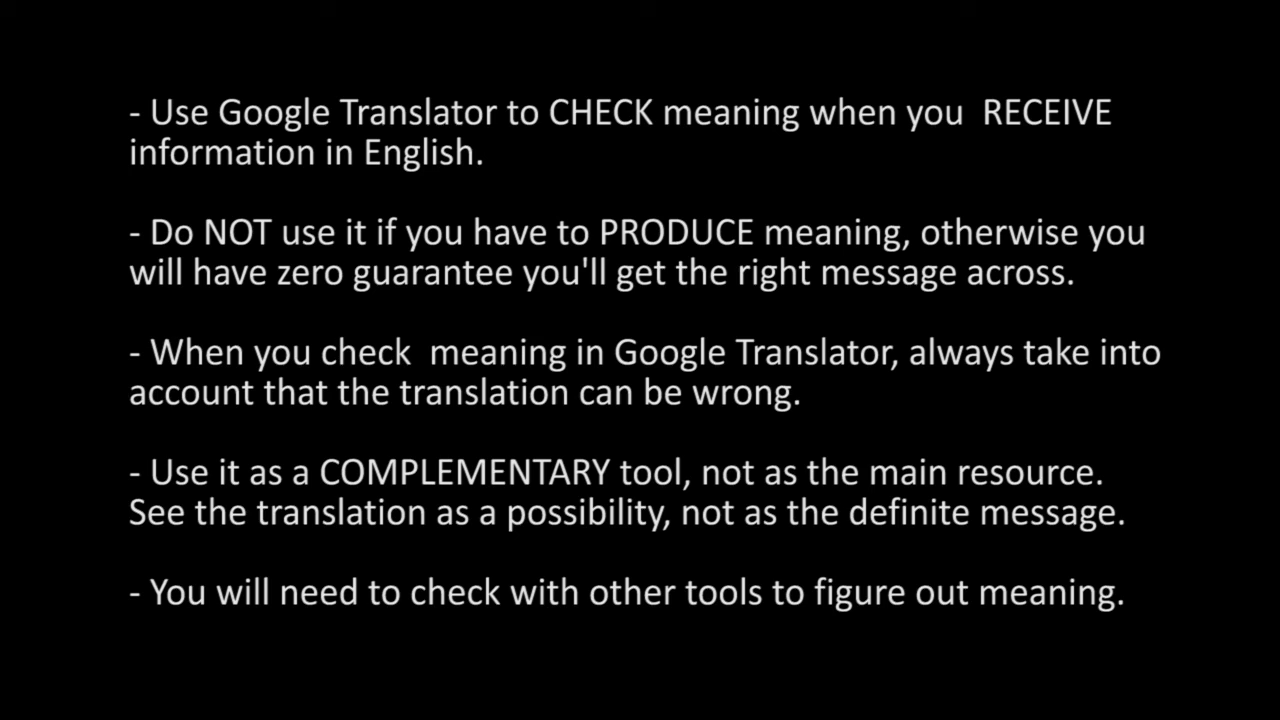 - Use Google Translator to CHECK meaning when you  RECEIVE
information in English.
- Do NOT use it if you have to PRODUCE meaning, otherwise you
will have zero guarantee you'll get the right message across.
- When you check  meaning in Google Translator, always take into
account that the translation can be wrong.
- Use it as a COMPLEMENTARY tool, not as the main resource.
See the translation as a possibility, not as the definite message.
- You will need to check with other tools to figure out meaning.